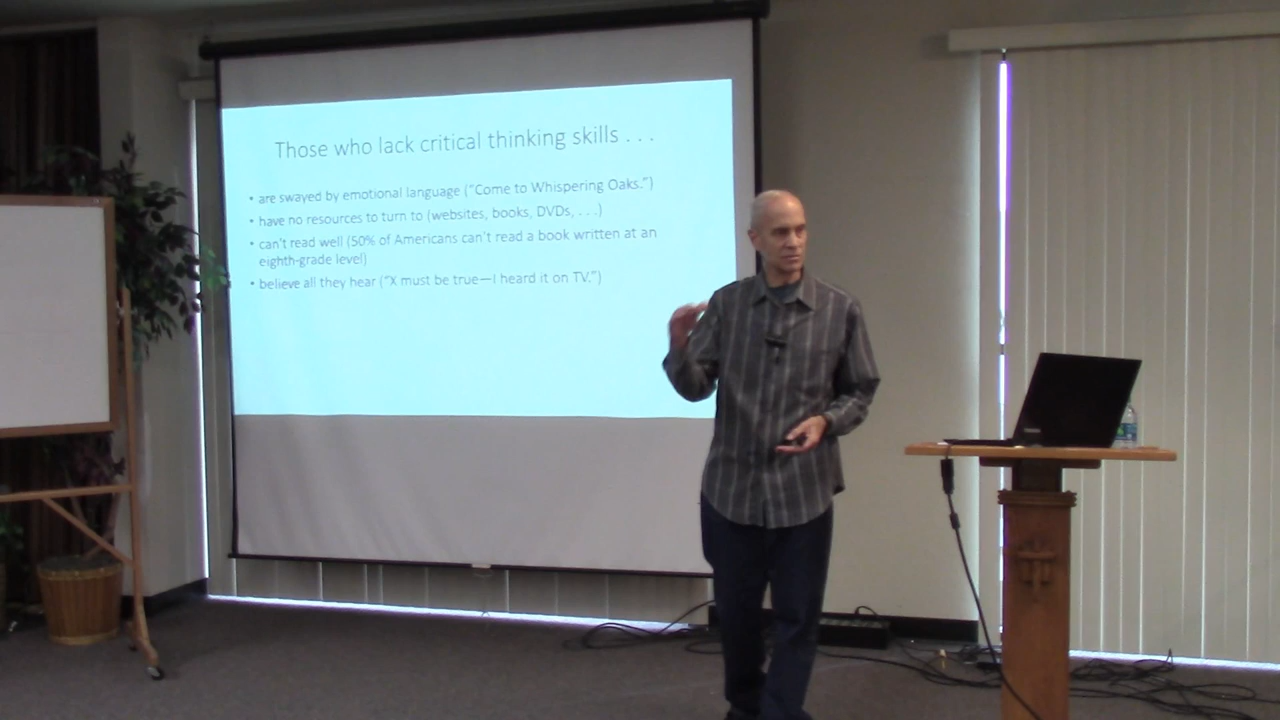 Those who lack critical thinking skills . . .
• are swayed by emotional language (“Come to Whispering Oaks.”)
• have no resources to turn to (websites, books, DVDs, . . .)
• can't read well (50% of Americans can't read a book written at an
eighth-grade level)
• believe all they hear (“X must be true—I heard it on TV.”)